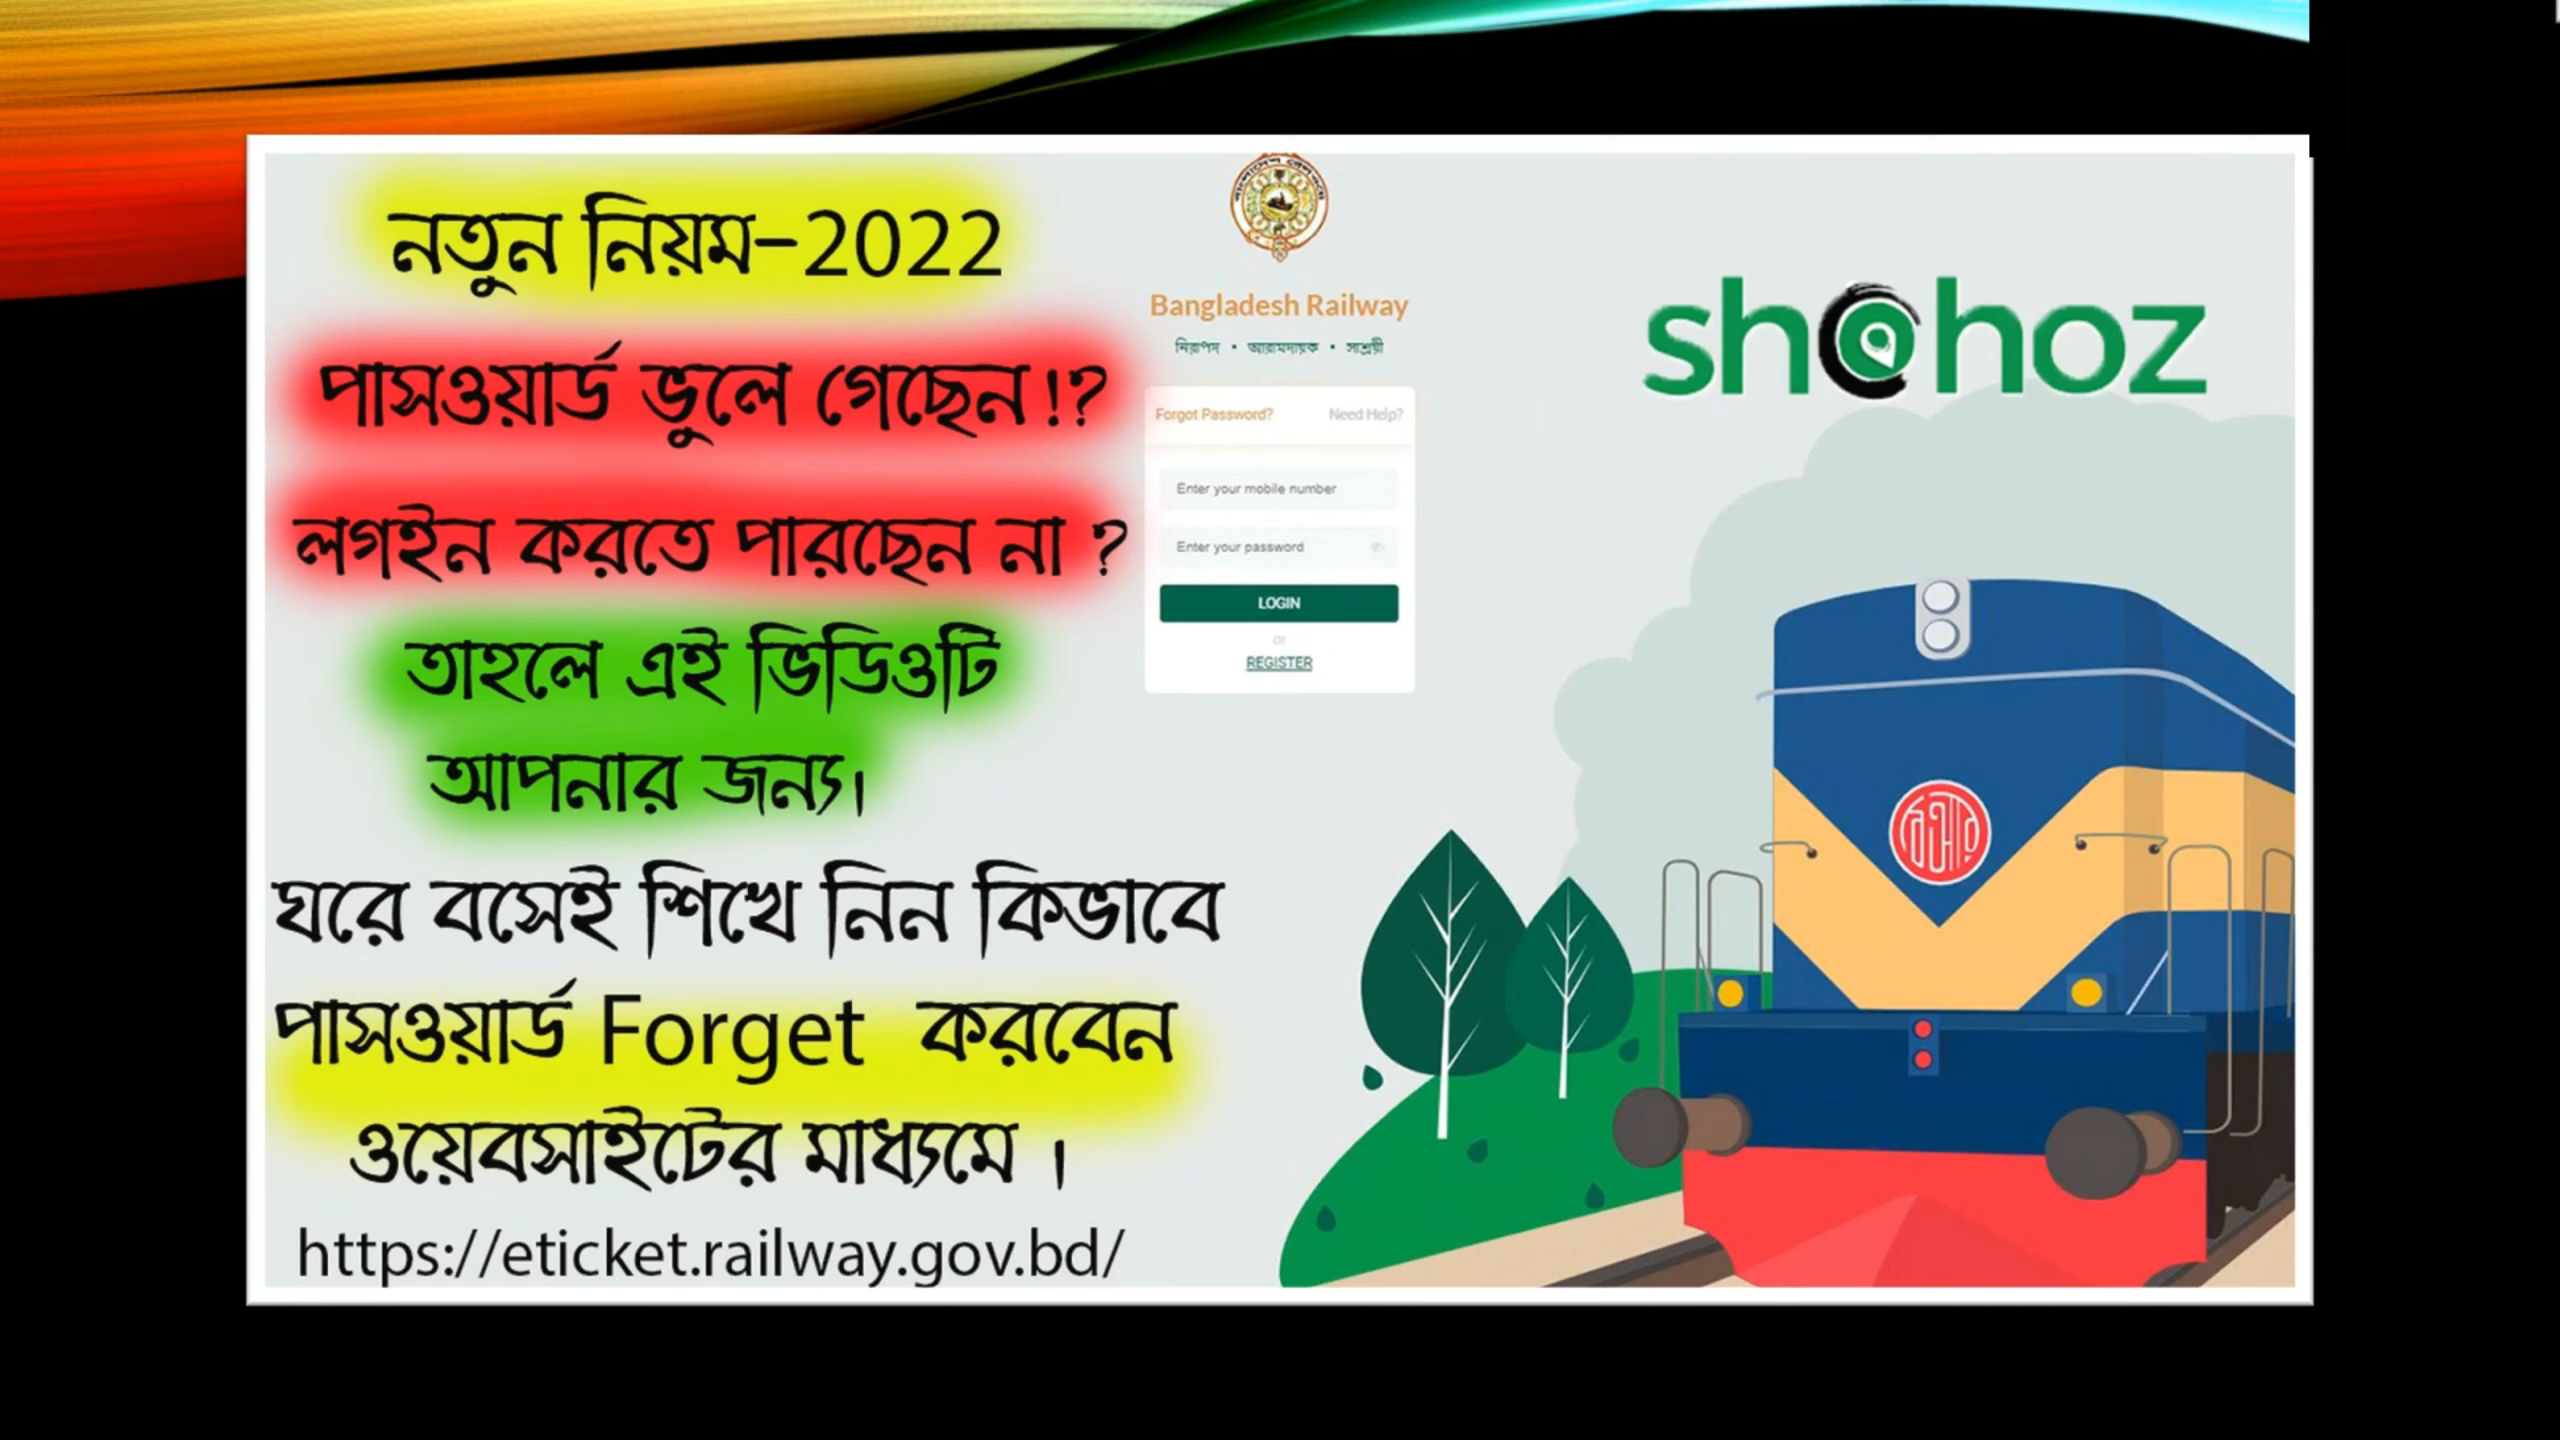 নতুন নিয়ম-2022
পাসওয়ার্ড ভুলে গেছেন!?
লগইন করতে পারছেন না ?
তাহলে এই ভিডিওটি
আপনার জন্য।
ঘরে বসেই শিখে নিন কিভাবে
পাসওয়ার্ড Forget করবেন
ওয়েবসাইটের মাধ্যমে ।
https://eticket.railway.gov.bd/
Bangladesh Railway
নিরাপদ • আরামদায়ক • সাশ্রয়ী
Forgot Password? Need Help?
Enter your mobile number
Enter your password
LOGIN
or
REGISTER
shohoz